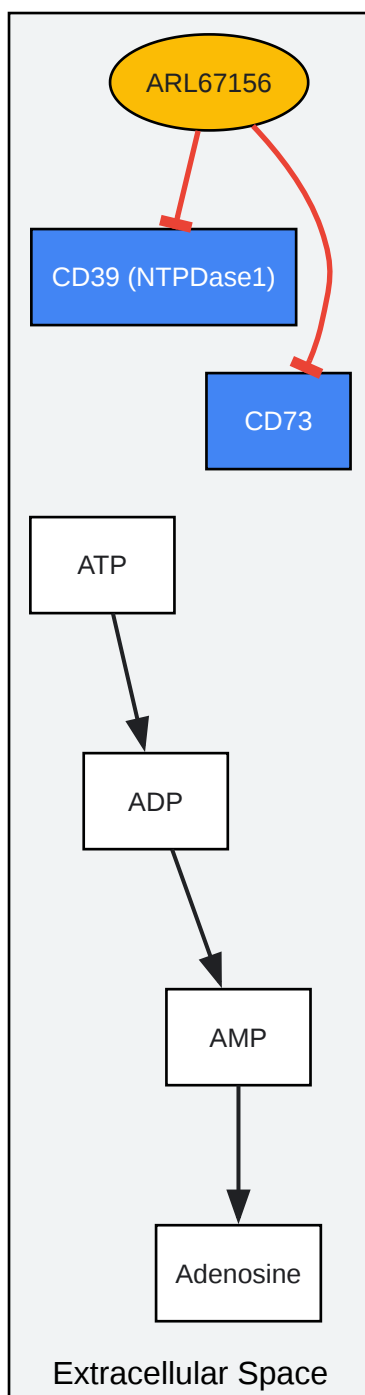 ARL67156
CD39 (NTPDase1)
CD73
ATP
ADP
AMP
Adenosine
Extracellular Space